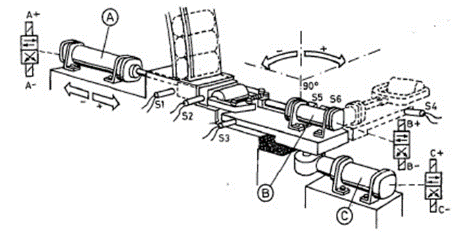 A+
A
A-
- +
S1
S2
S3
- +
90°
S5 S6
S4
B+
B-
B
C+
C-
C